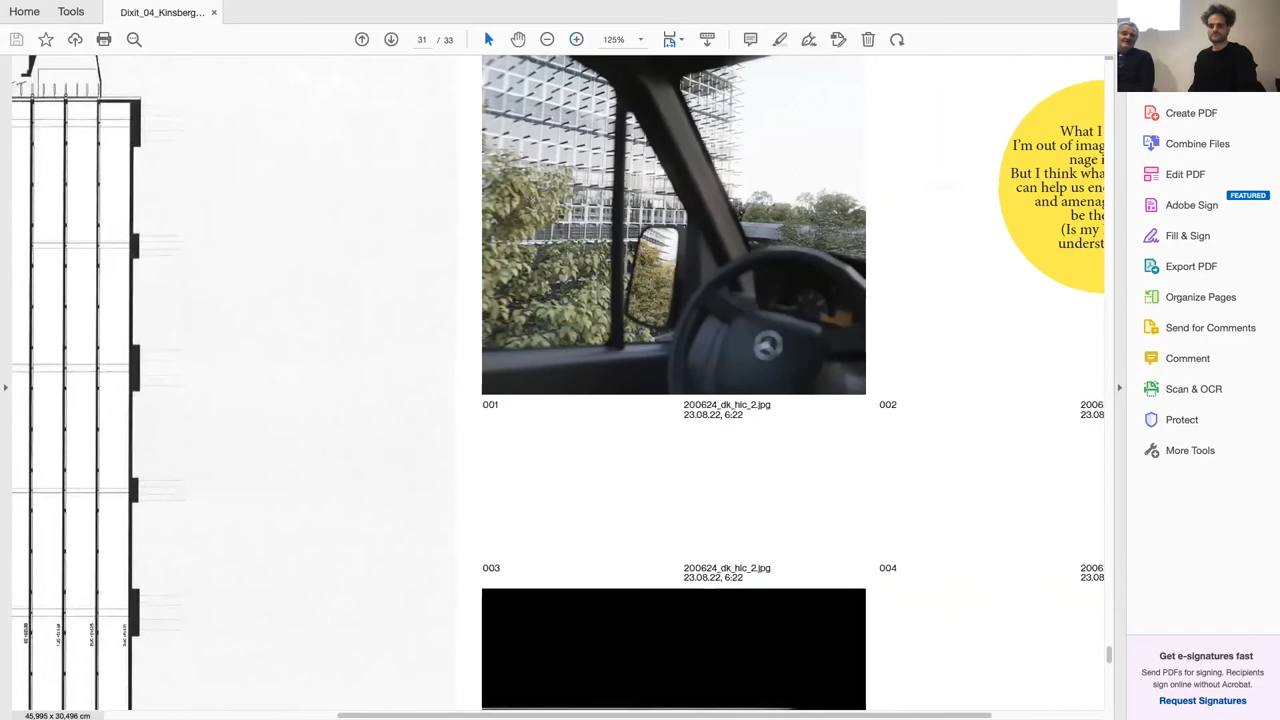 Home
Tools
Dixit_04_Kinsberg...
31 / 33
125%
What I
I'm out of imag
nage i
But I think wha
can help us en
and amenag
be the
(Is my
underst
001
200624_dk_hic_2.jpg
23.08.22, 6:22
002
2006
23.08
003
200624_dk_hic_2.jpg
23.08.22, 6:22
004
2006
23.08
45,995 x 30,496 cm
Create PDF
Combine Files
Edit PDF
FEATURED
Adobe Sign
Fill & Sign
Export PDF
Organize Pages
Send for Comments
Comment
Scan & OCR
Protect
More Tools
Get e-signatures fast
Send PDFs for signing. Recipients
sign online without Acrobat.
Request Signatures